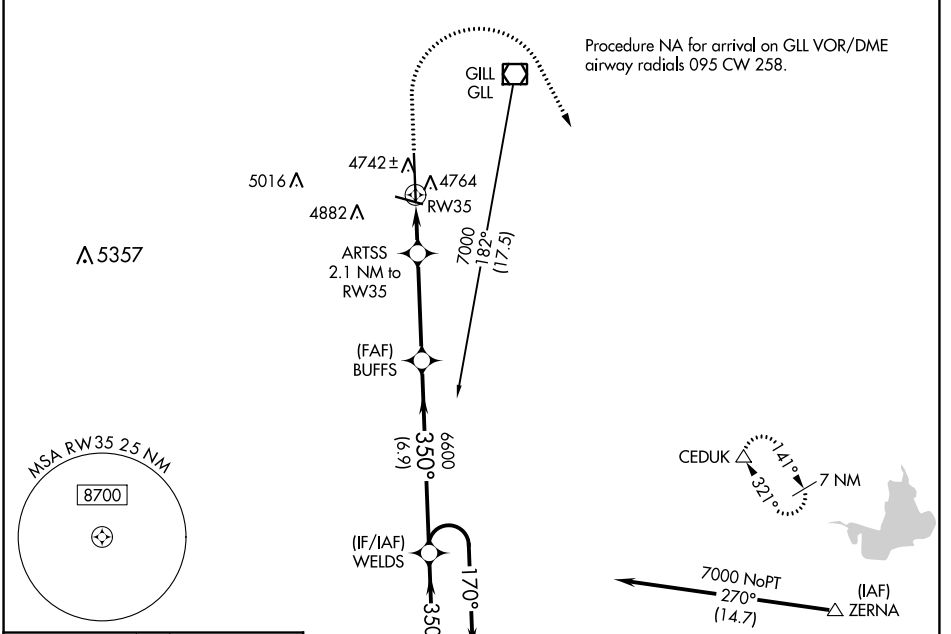 Procedure NA for arrival on GLL VOR/DME
airway radials 095 CW 258.
GILL
GLL
4742±
4764
5016
RW35
4882
5357
ARTSS
2.1 NM to
RW35
7000
182°
(17.5)
(FAF)
BUFFS
6600
350°
(6.9)
MSA RW35 25 NM
8700
CEDUK
141°
321°
7 NM
(IF/IAF)
WELDS
170°
350
7000 NoPT
270°
(14.7)
(IAF)
ZERNA